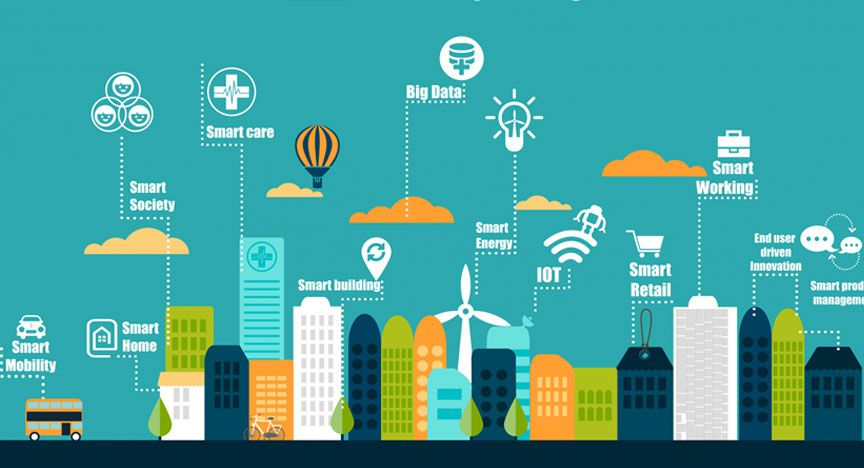 Big Data
Smart care
Smart
Working
Smart
Society
Smart
Energy
End user
driven
Innovation
IOT
Smart
Retail
Smart building
Smart
Home
Smart
Mobility
Smart